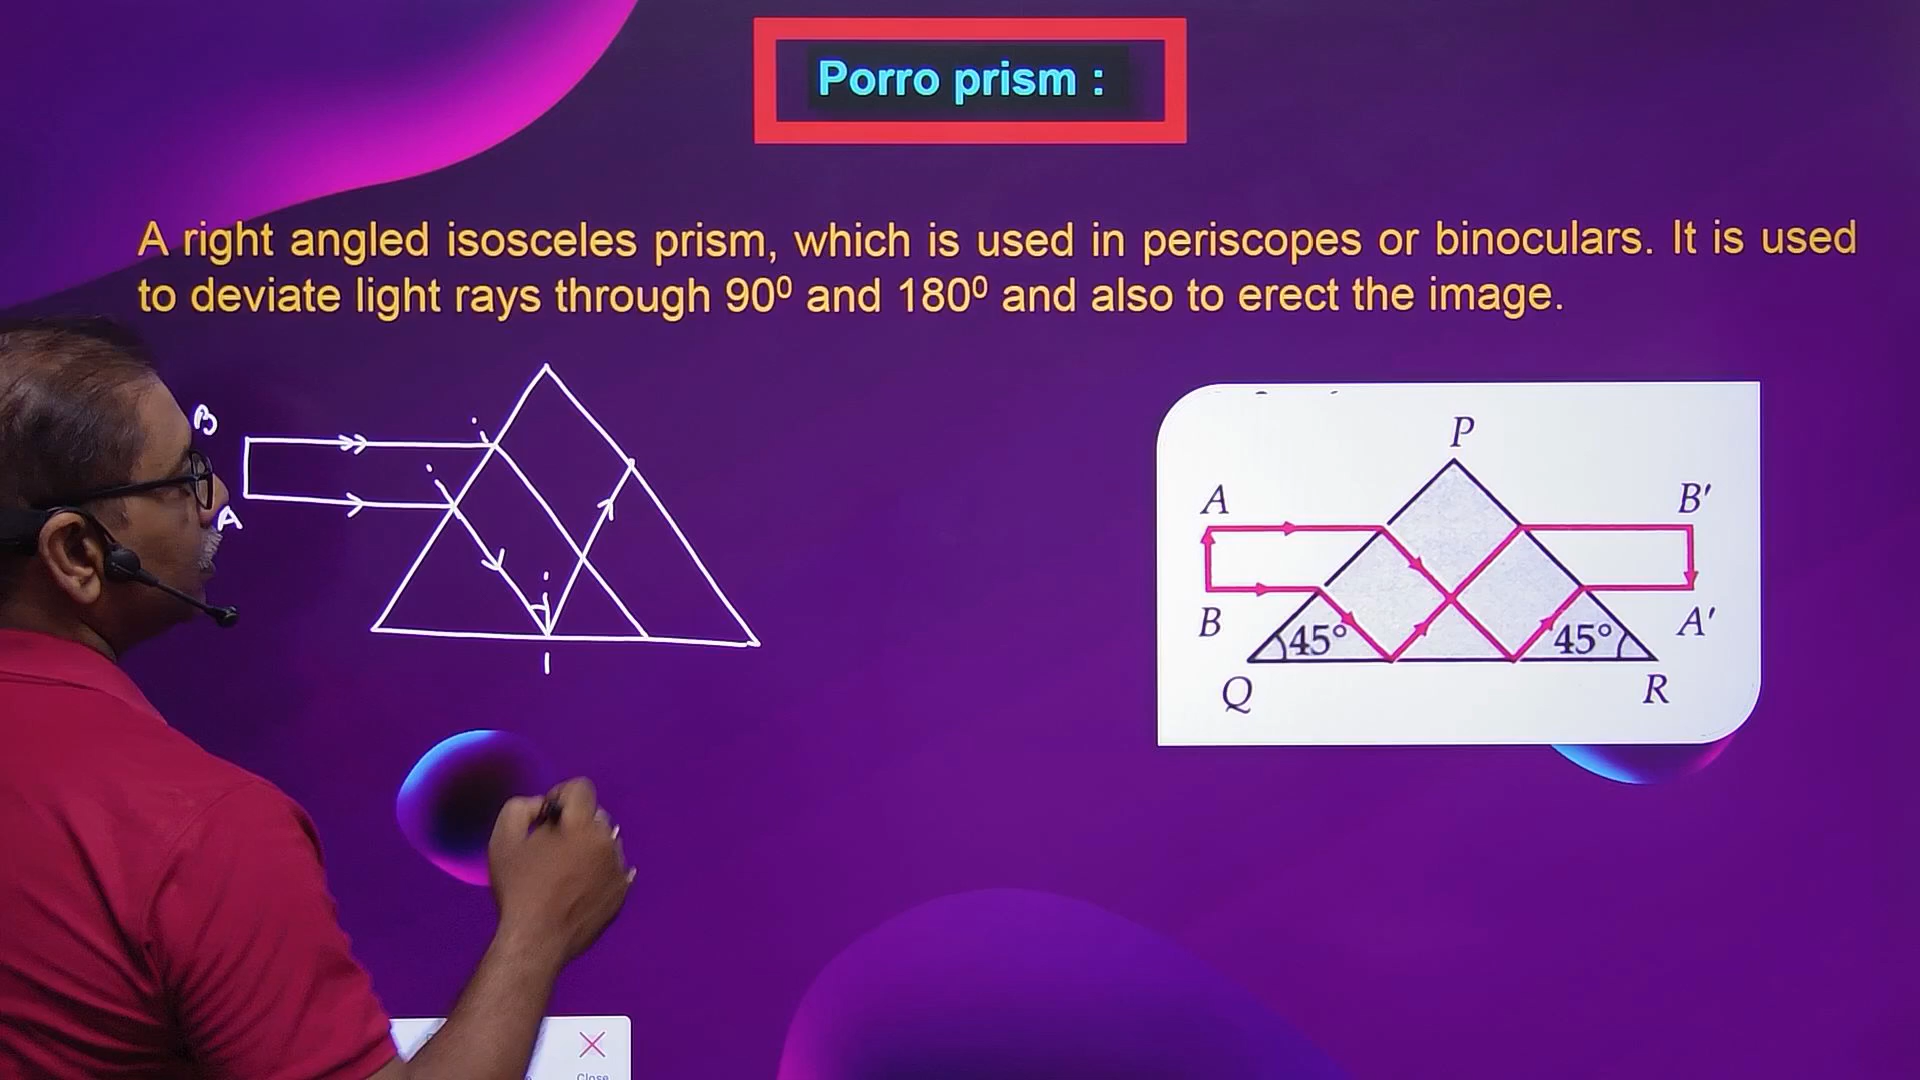 Porro prism :
A right angled isosceles prism, which is used in periscopes or binoculars. It is used
to deviate light rays through 90⁰ and 180⁰ and also to erect the image.
B
i
i
A
i
P
A
B'
B
45°
45°
A'
Q
R
Close